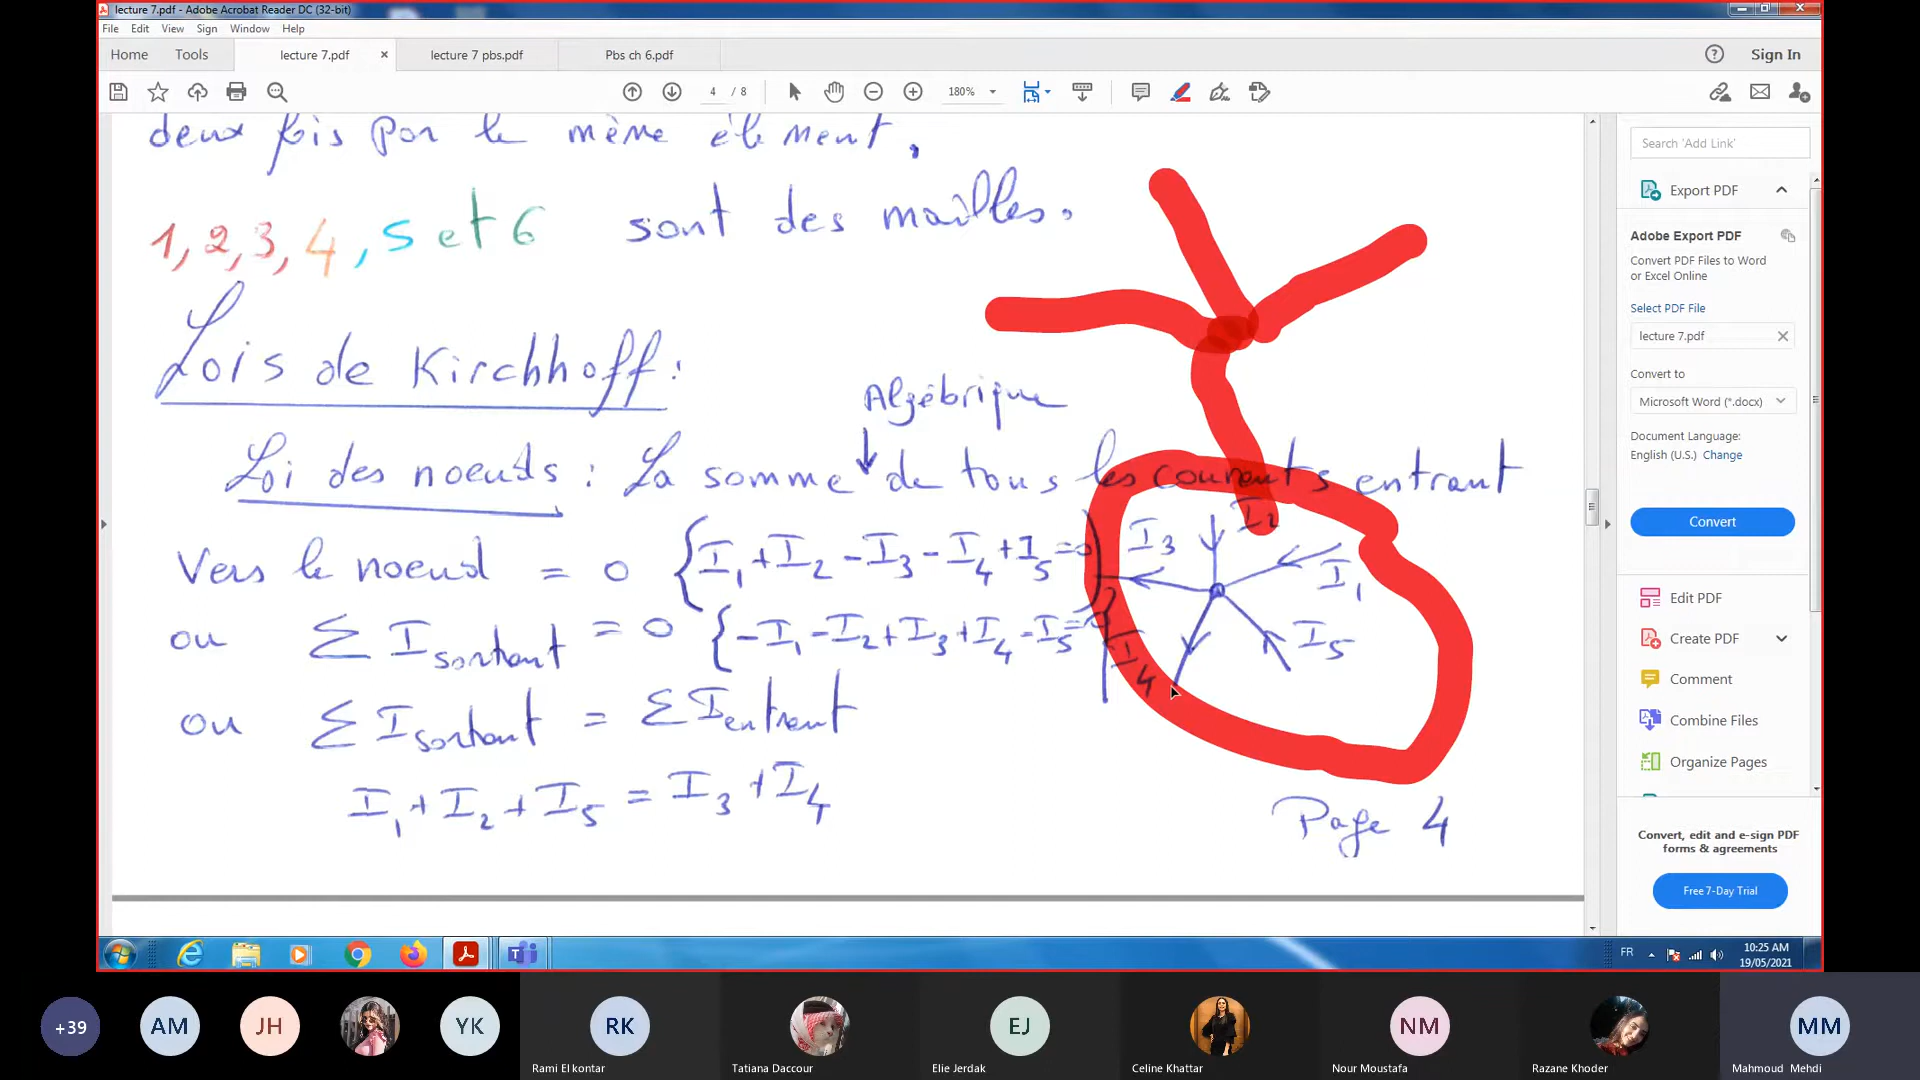 lecture 7.pdf - Adobe Acrobat Reader DC (32-bit)
File Edit View Sign Window Help
Home Tools lecture 7.pdf × lecture 7 pbs.pdf Pbs ch 6.pdf Sign In
4 / 8 180%
deux fois par le même élément.
1, 2, 3, 4, 5 et 6 sont des mailles.
Lois de Kirchhoff :
Algébrique
Loi des noeuds : La somme ↓ de tous les courants entrant
Vers le noeud = 0 { I1 + I2 - I3 - I4 + I5 = 0
ou Σ I sortant = 0 { - I1 - I2 + I3 + I4 - I5 = 0
ou Σ I sortant = Σ I entrant
I1 + I2 + I5 = I3 + I4
I3 I2 I1
I4 I5
Page 4
Search 'Add Link'
Export PDF
Adobe Export PDF
Convert PDF Files to Word
or Excel Online
Select PDF File
lecture 7.pdf
Convert to
Microsoft Word (*.docx)
Document Language:
English (U.S.) Change
Convert
Edit PDF
Create PDF
Comment
Combine Files
Organize Pages
Convert, edit and e-sign PDF
forms & agreements
Free 7-Day Trial
FR
10:25 AM
19/05/2021
+39 AM JH YK RK EJ NM MM
Rami El kontar Tatiana Daccour Elie Jerdak Celine Khattar Nour Moustafa Razane Khoder Mahmoud Mehdi